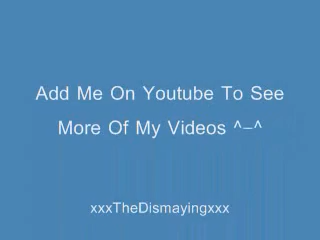 Add Me On Youtube To See
More Of My Videos ^-^
xxxTheDismayingxxx